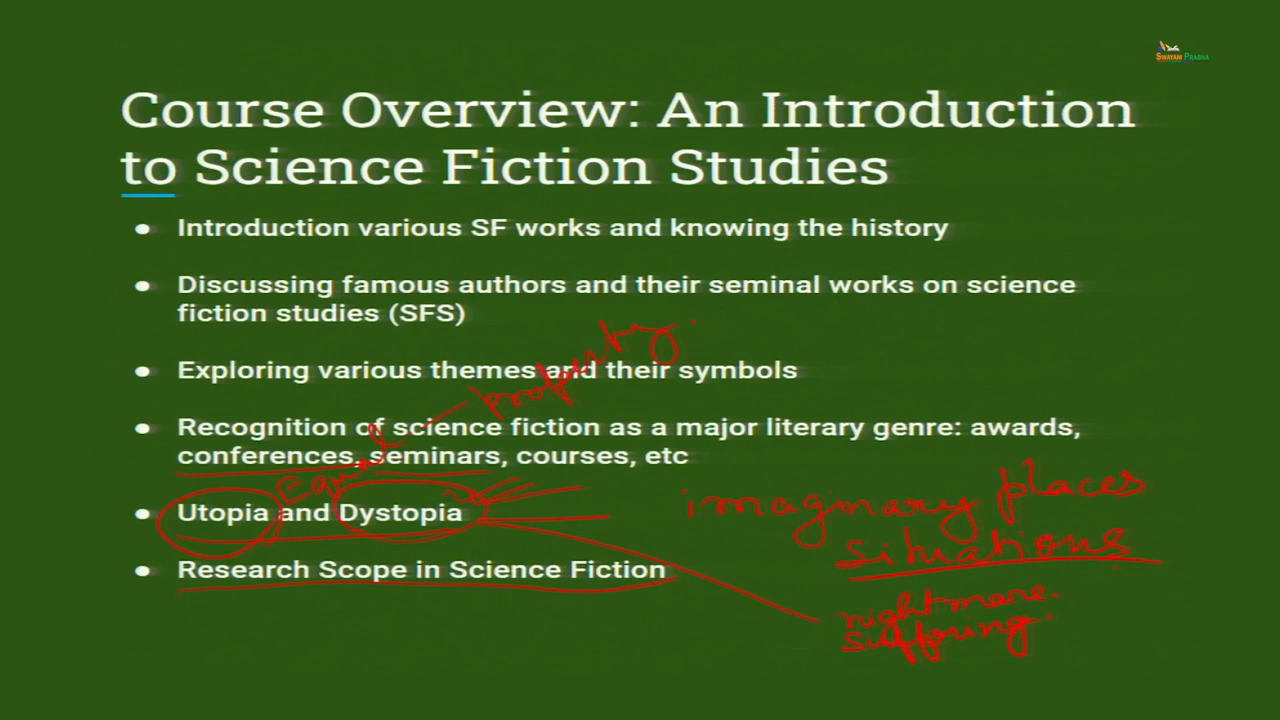 SWAYAM PRABHA
Course Overview: An Introduction
to Science Fiction Studies
● Introduction various SF works and knowing the history
● Discussing famous authors and their seminal works on science
fiction studies (SFS)
● Exploring various themes and their symbols
● Recognition of science fiction as a major literary genre: awards,
conferences, seminars, courses, etc
● Utopia and Dystopia
● Research Scope in Science Fiction
Equal — property.
imaginary places
situations
nightmare.
suffering.